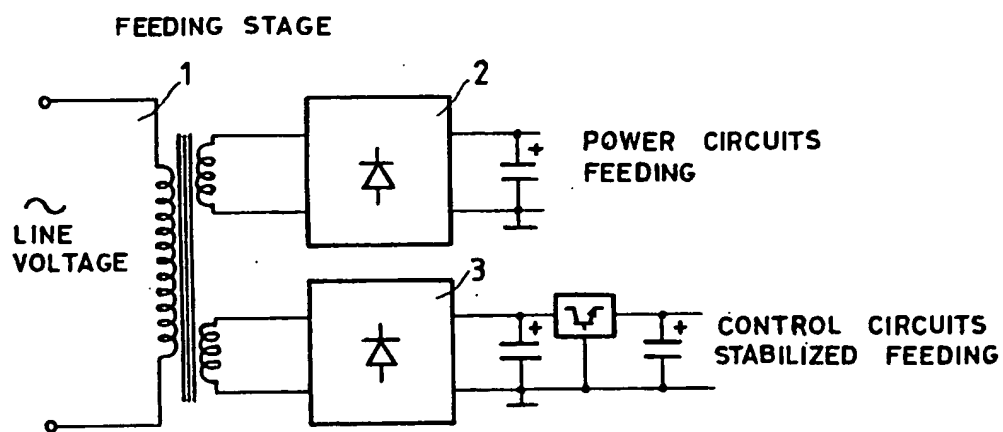 FEEDING STAGE
1
2
+
POWER CIRCUITS
FEEDING
~
LINE
VOLTAGE
3
+
+
CONTROL CIRCUITS
STABILIZED FEEDING